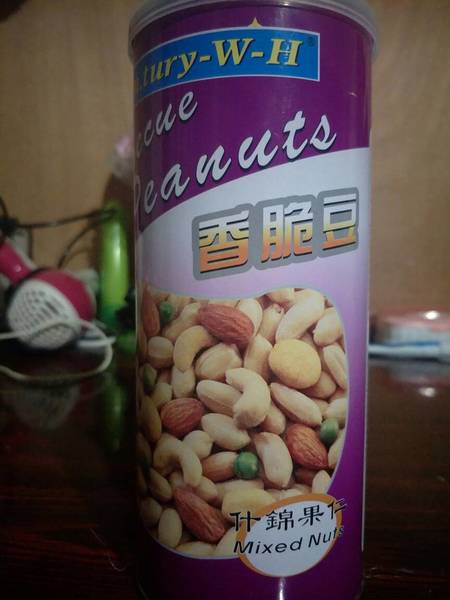 tury-W-H®
cue
Peanuts
香脆豆
什錦果仁
Mixed Nuts